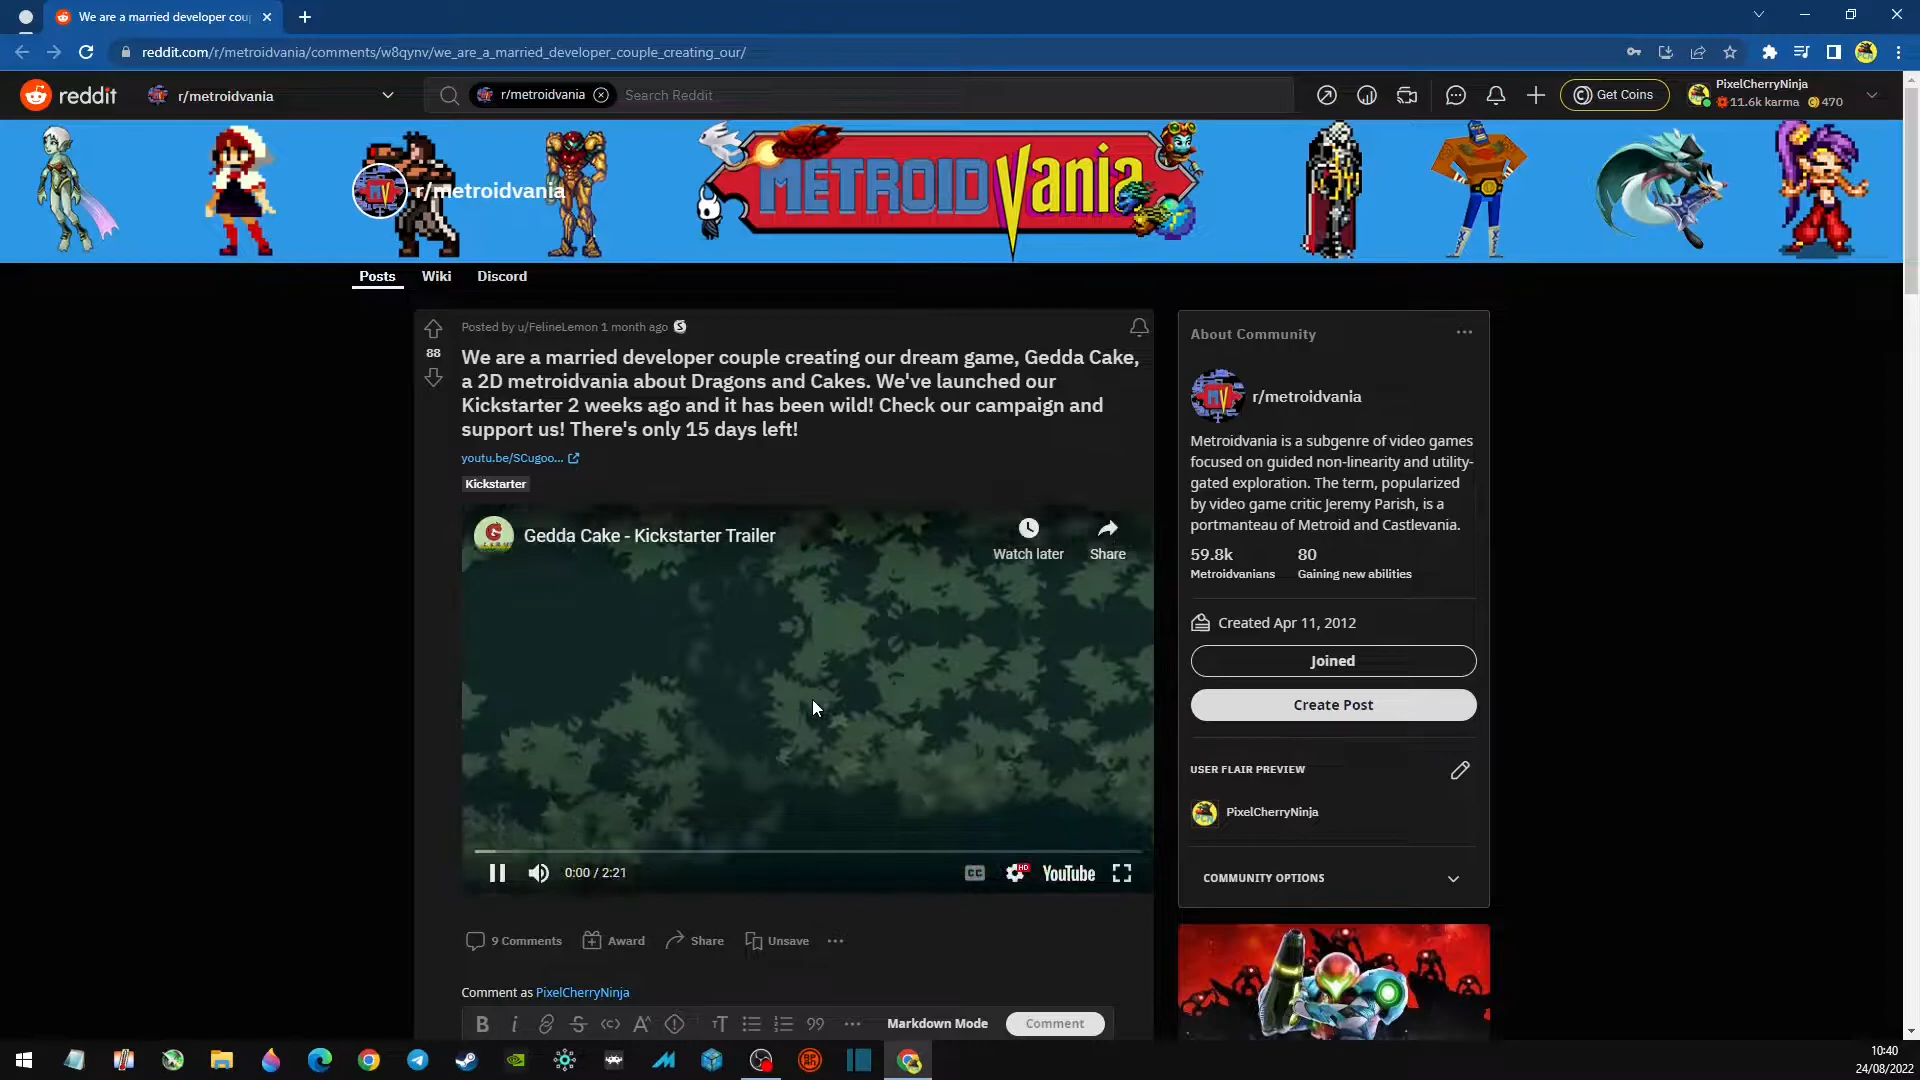 We are a married developer cou
reddit.com/r/metroidvania/comments/w8qynv/we_are_a_married_developer_couple_creating_our/
reddit
r/metroidvania
r/metroidvania
Search Reddit
Get Coins
PixelCherryNinja
11.6k karma
470
METROIDVania
r/metroidvania
Posts
Wiki
Discord
Posted by u/FelineLemon 1 month ago
88
We are a married developer couple creating our dream game, Gedda Cake,
a 2D metroidvania about Dragons and Cakes. We've launched our
Kickstarter 2 weeks ago and it has been wild! Check our campaign and
support us! There's only 15 days left!
youtu.be/SCugoo...
Kickstarter
G
Gedda Cake - Kickstarter Trailer
Watch later
Share
0:00 / 2:21
CC
HD
YouTube
9 Comments
Award
Share
Unsave
Comment as PixelCherryNinja
Markdown Mode
Comment
About Community
MV
r/metroidvania
Metroidvania is a subgenre of video games
focused on guided non-linearity and utility-
gated exploration. The term, popularized
by video game critic Jeremy Parish, is a
portmanteau of Metroid and Castlevania.
59.8k
80
Metroidvanians
Gaining new abilities
Created Apr 11, 2012
Joined
Create Post
USER FLAIR PREVIEW
PixelCherryNinja
COMMUNITY OPTIONS
10:40
24/08/2022